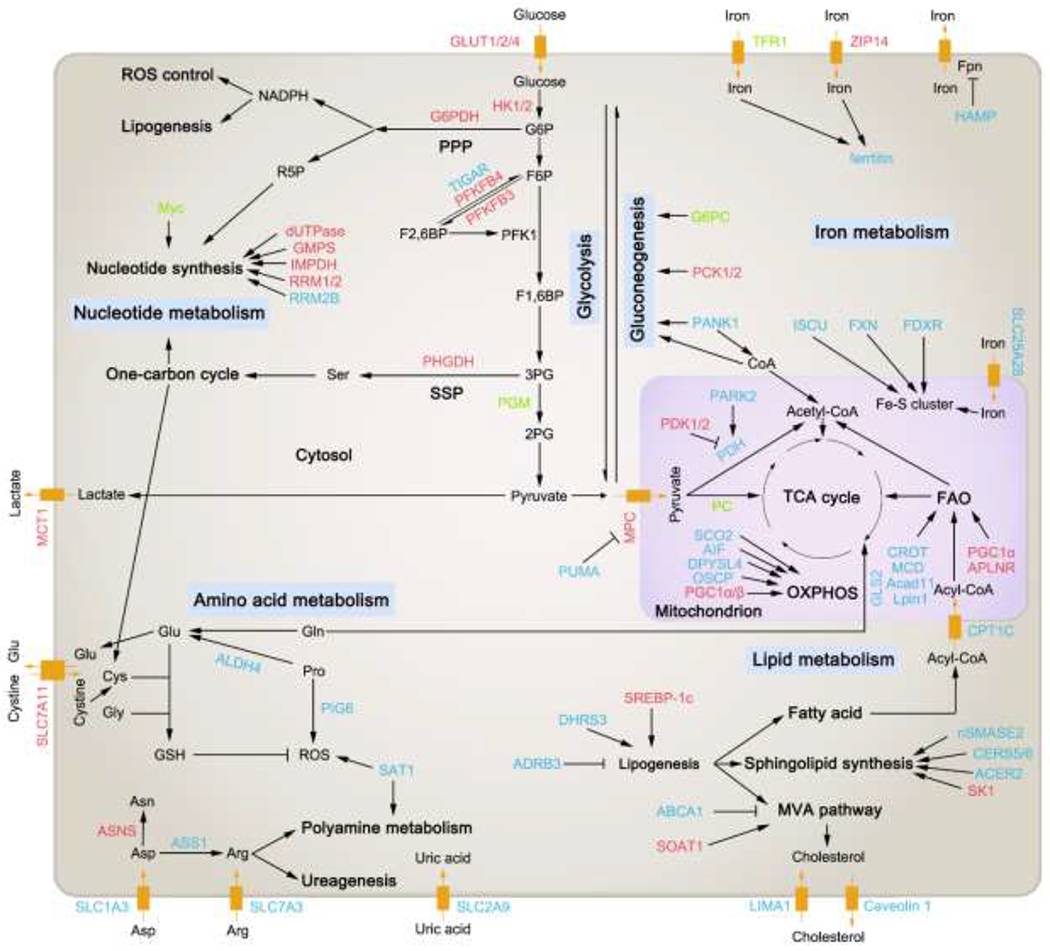 Glucose
Iron
Iron
Iron
GLUT1/2/4
TFR1
ZIP14
Fpn
Glucose
Iron
Iron
Iron
HAMP
ROS control
NADPH
Lipogenesis
HK1/2
G6PDH
G6P
PPP
ferritin
R5P
TIGAR
PFKFB4
PFKFB3
F6P
F2,6BP
PFK1
Myc
dUTPase
GMPS
IMPDH
RRM1/2
RRM2B
Nucleotide synthesis
Nucleotide metabolism
Glycolysis
Gluconeogenesis
G6PC
PCK1/2
PANK1
CoA
Iron metabolism
F1,6BP
ISCU
FXN
FDXR
SLC25A28
Iron
Iron
Fe-S cluster
One-carbon cycle
Ser
PHGDH
SSP
3PG
PGM
2PG
Cytosol
PARK2
PDK1/2
PDH
Acetyl-CoA
Lactate
MCT1
Lactate
Pyruvate
MPC
Pyruvate
PC
TCA cycle
FAO
PUMA
SCO2
AIF
DPYSL4
OSCP
PGC1α/β
OXPHOS
Mitochondrion
GLS2
CROT
MCD
Acad11
Lpin1
PGC1α
APLNR
Acyl-CoA
CPT1C
Acyl-CoA
Amino acid metabolism
Lipid metabolism
Glu
Gln
Glu
Glu
ALDH4
Pro
Cystine
SLC7A11
Cystine
Cys
Gly
PIG6
GSH
ROS
SAT1
SREBP-1c
DHRS3
ADRB3
Lipogenesis
Fatty acid
Sphingolipid synthesis
nSMASE2
CERS5/6
ACER2
SK1
ABCA1
MVA pathway
SOAT1
Cholesterol
Asn
ASNS
Asp
ASS1
Arg
Polyamine metabolism
Ureagenesis
Uric acid
SLC1A3
SLC7A3
SLC2A9
LIMA1
Caveolin 1
Asp
Arg
Uric acid
Cholesterol